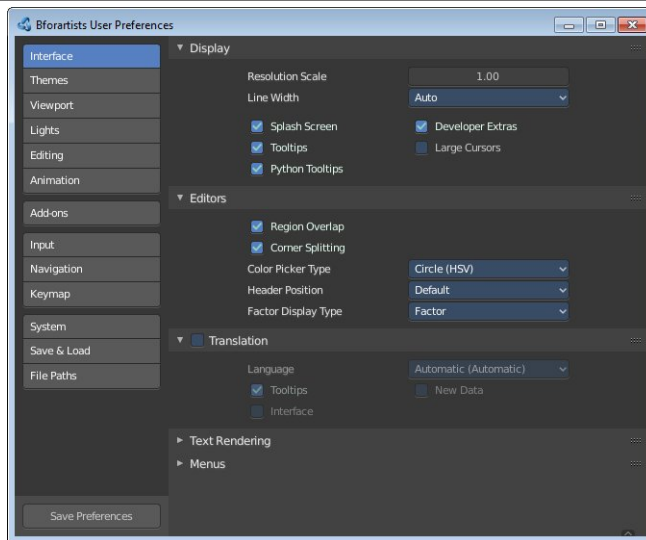 Bforartists User Preferences
Interface
Themes
Viewport
Lights
Editing
Animation
Add-ons
Input
Navigation
Keymap
System
Save & Load
File Paths
Save Preferences
Display
Resolution Scale 1.00
Line Width Auto
Splash Screen Developer Extras
Tooltips Large Cursors
Python Tooltips
Editors
Region Overlap
Corner Splitting
Color Picker Type Circle (HSV)
Header Position Default
Factor Display Type Factor
Translation
Language Automatic (Automatic)
Tooltips New Data
Interface
Text Rendering
Menus